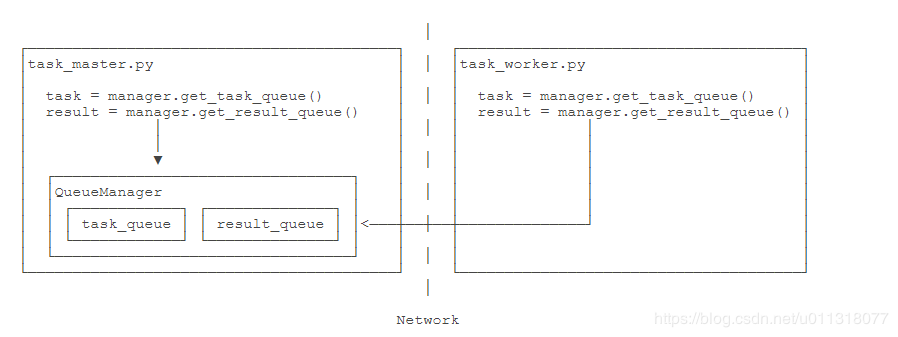 task_master.py
task = manager.get_task_queue()
result = manager.get_result_queue()
QueueManager
task_queue
result_queue
task_worker.py
task = manager.get_task_queue()
result = manager.get_result_queue()
Network
https://blog.csdn.net/u011318077